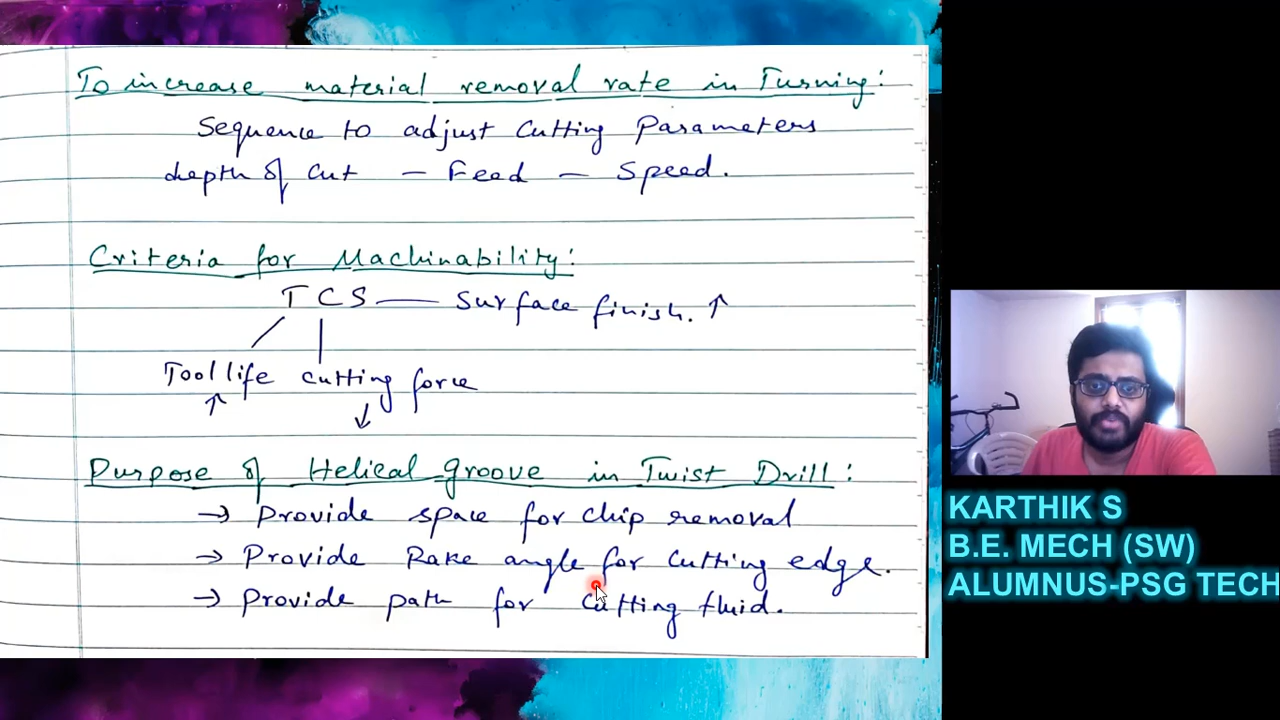 To increase material removal rate in Turning:
Sequence to adjust Cutting Parameters
depth of Cut - Feed - Speed.
Criteria for Machinability:
T C S — Surface finish. ↑
Tool life cutting force
↑ ↓
Purpose of Helical groove in Twist Drill:
→ Provide space for chip removal
→ Provide Rake angle for Cutting edge.
→ Provide path for Cutting fluid.
KARTHIK S
B.E. MECH (SW)
ALUMNUS-PSG TECH